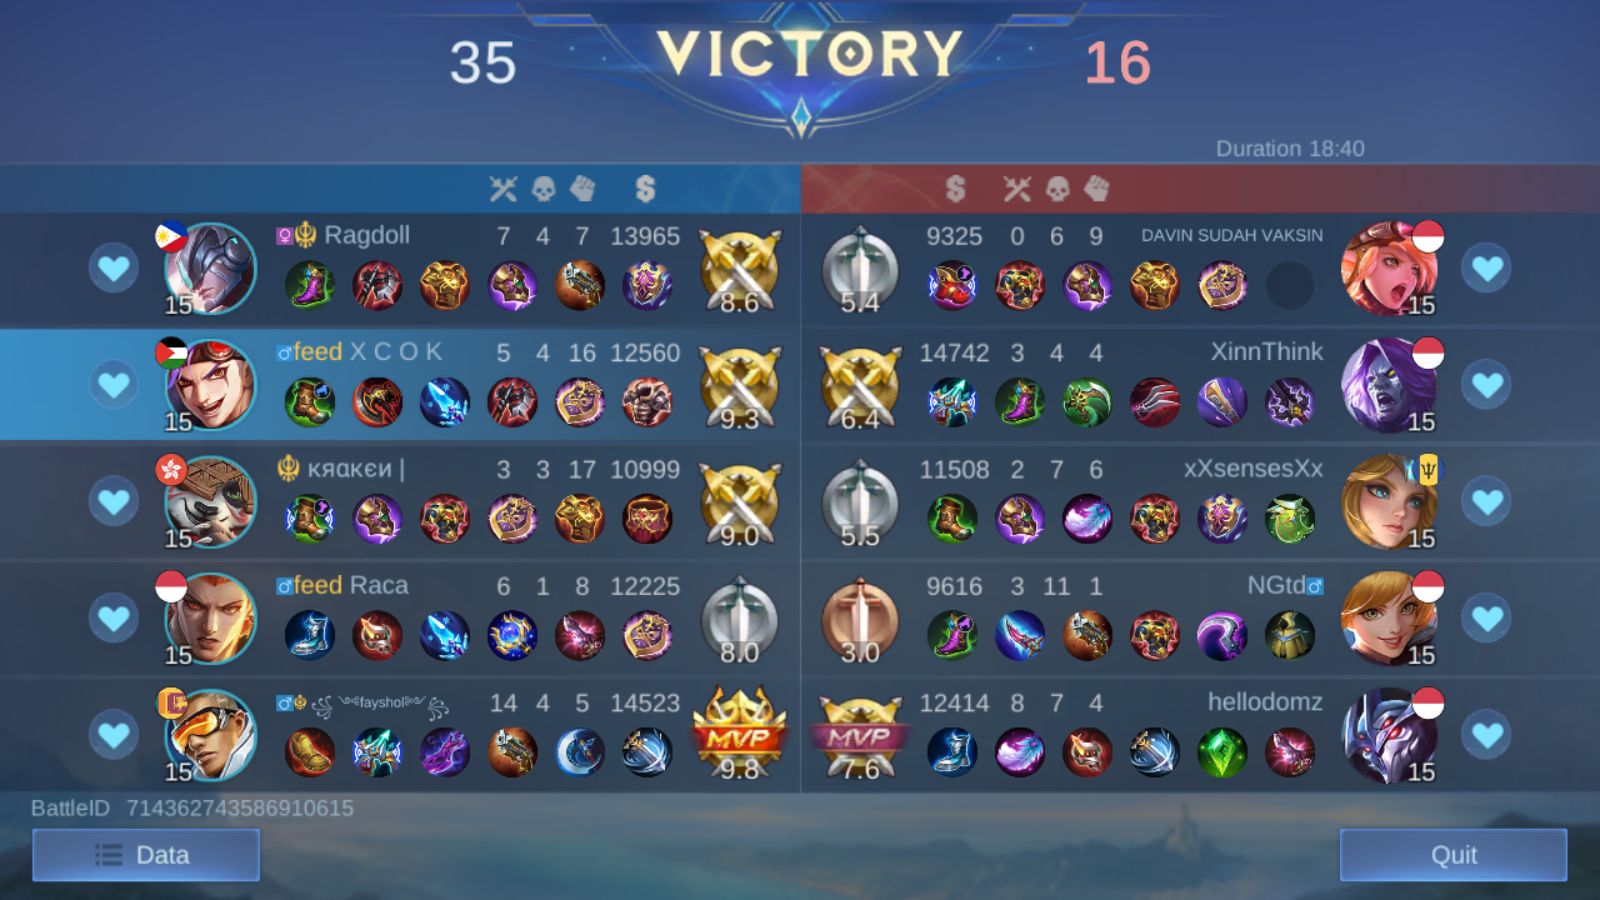 35 VICTORY 16
Duration 18:40
Ragdoll 7 4 7 13965 8.6
15
5.4 9325 0 6 9 DAVIN SUDAH VAKSIN
15
feed X C O K 5 4 16 12560 9.3
15
6.4 14742 3 4 4 XinnThink
15
кяαкєи | 3 3 17 10999 9.0
15
5.5 11508 2 7 6 xXsensesXx
15
feed Raca 6 1 8 12225 8.0
15
3.0 9616 3 11 1 NGtd
15
fayshol 14 4 5 14523 MVP 9.8
15
MVP 7.6 12414 8 7 4 hellodomz
15
BattleID 714362743586910615
Data
Quit